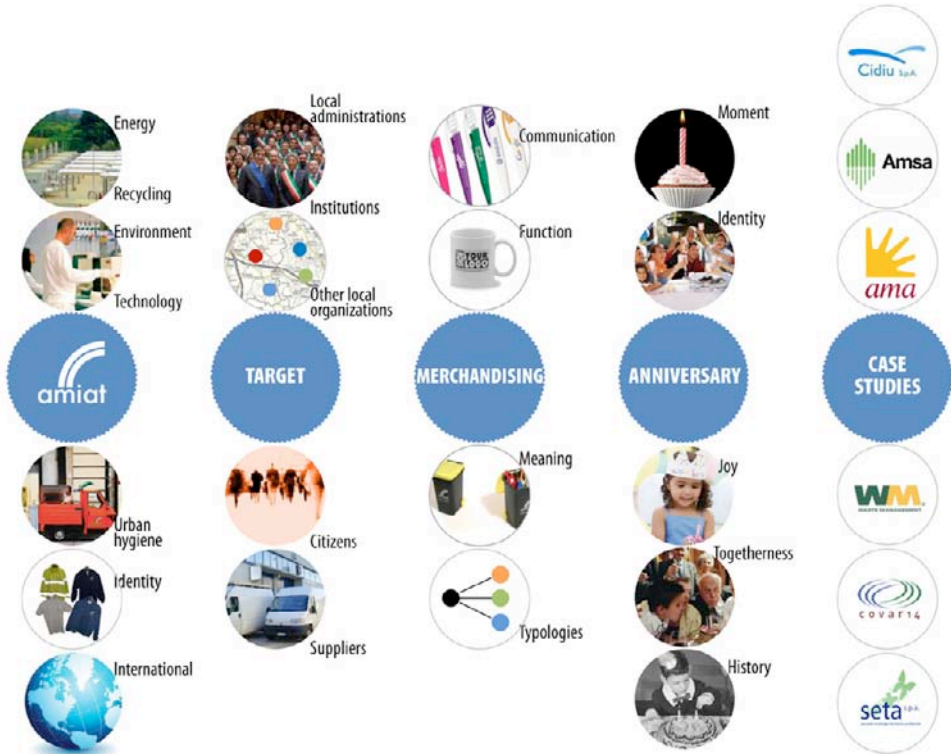 Energy
Recycling
Environment
Technology
amiat
Urban
hygiene
Identity
International
Local
administrations
Institutions
Other local
organizations
TARGET
Citizens
Suppliers
Communication
Function
YOUR
LOGO
MERCHANDISING
Meaning
Typologies
Moment
Identity
ANNIVERSARY
Joy
Togetherness
History
Cidiu S.p.A.
Amsa
ama
CASE
STUDIES
WM
WASTE MANAGEMENT
covar14
seta s.p.a.